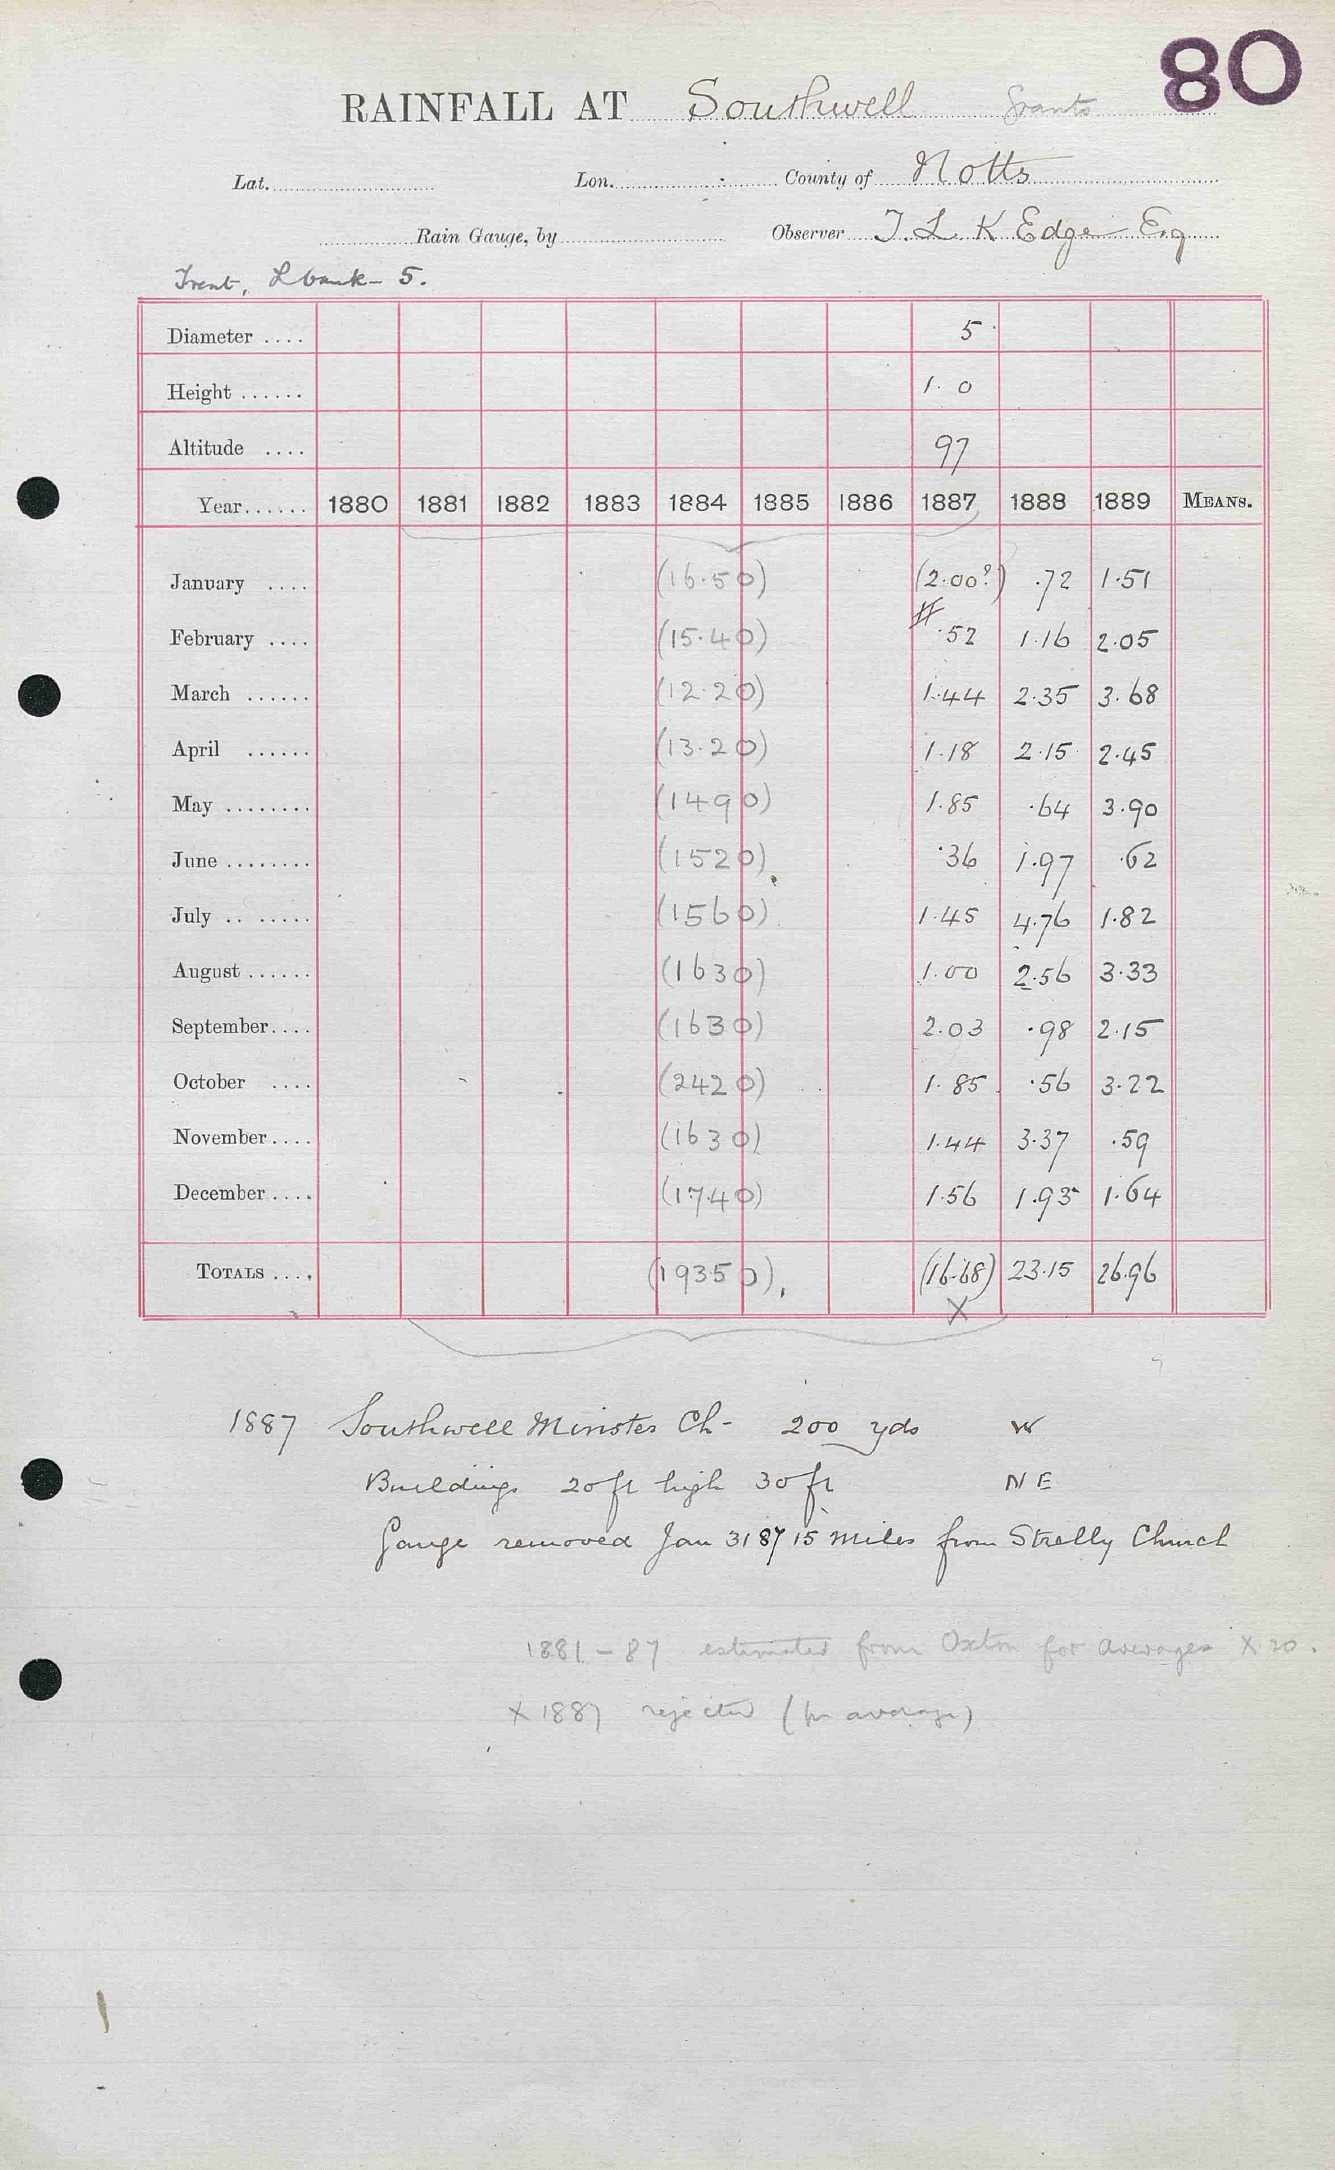 80
RAINFALL AT Southwell Grants
Lat. Lon. County of Notts
Rain Gauge, by Observer T. L. K Edge Esq
Trent, L bank - 5.
Diameter .... 5
Height ...... 1. 0
Altitude .... 97
Year...... 1880 1881 1882 1883 1884 1885 1886 1887 1888 1889 MEANS.
January .... (16.50) (2.00?) .72 1.51
February .... (15.40) .52 1.16 2.05
March ...... (12.20) 1.44 2.35 3.68
April ...... (13.20) 1.18 2.15 2.45
May ........ (1490) 1.85 .64 3.90
June ........ (1520) .36 1.97 .62
July .. ..... (1560) 1.45 4.76 1.82
August ...... (1630) 1.00 2.56 3.33
September.... (1630) 2.03 .98 2.15
October .... (2420) 1.85 .56 3.22
November.... (1630) 1.44 3.37 .59
December.... (17.40) 1.56 1.93 1.64
TOTALS .... (19350) (16.68) 23.15 26.96
X
1887 Southwell Minister Ch - 200 yds W
Buildings 20 ft high 30 ft NE
Gauge removed Jan 31 87 15 miles from Strelly Church
1881 - 87 estimated from Oxton for averages X 20.
X 1887 rejected (for average)